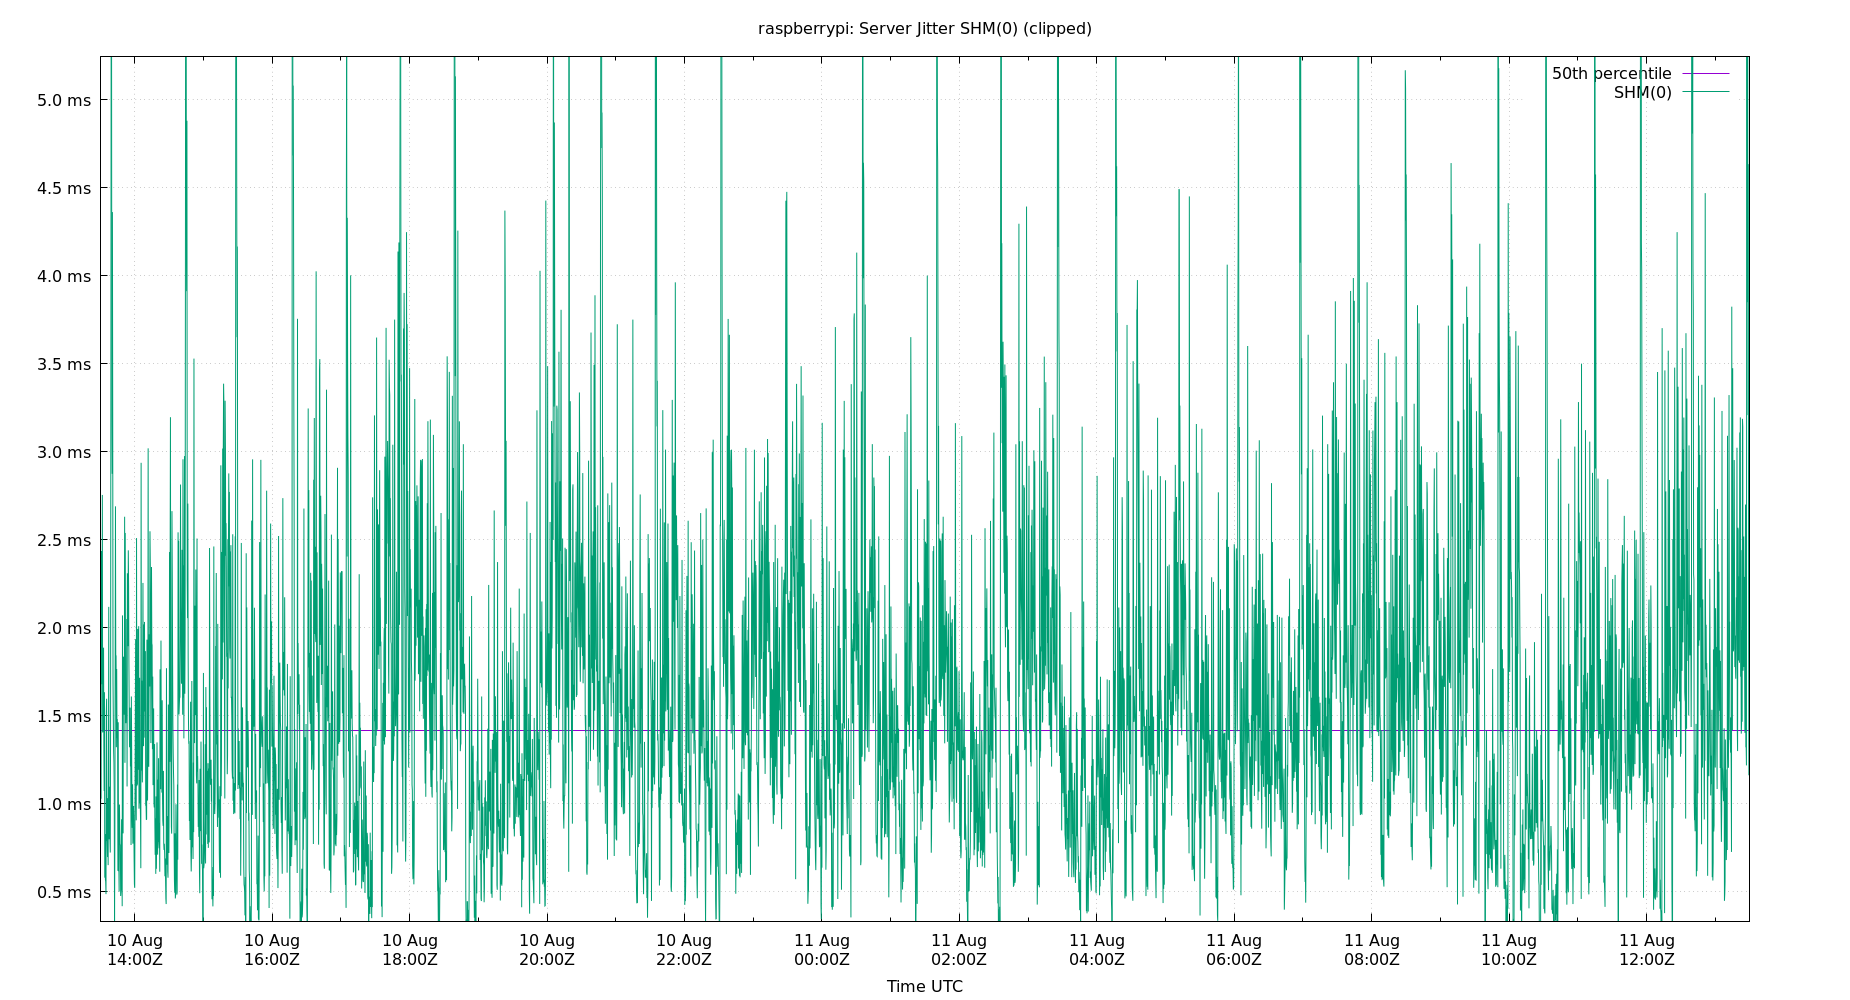 raspberrypi: Server Jitter SHM(0) (clipped)
50th percentile
SHM(0)
5.0 ms
4.5 ms
4.0 ms
3.5 ms
3.0 ms
2.5 ms
2.0 ms
1.5 ms
1.0 ms
0.5 ms
10 Aug 10 Aug 10 Aug 10 Aug 10 Aug 11 Aug 11 Aug 11 Aug 11 Aug 11 Aug 11 Aug 11 Aug
14:00Z 16:00Z 18:00Z 20:00Z 22:00Z 00:00Z 02:00Z 04:00Z 06:00Z 08:00Z 10:00Z 12:00Z
Time UTC